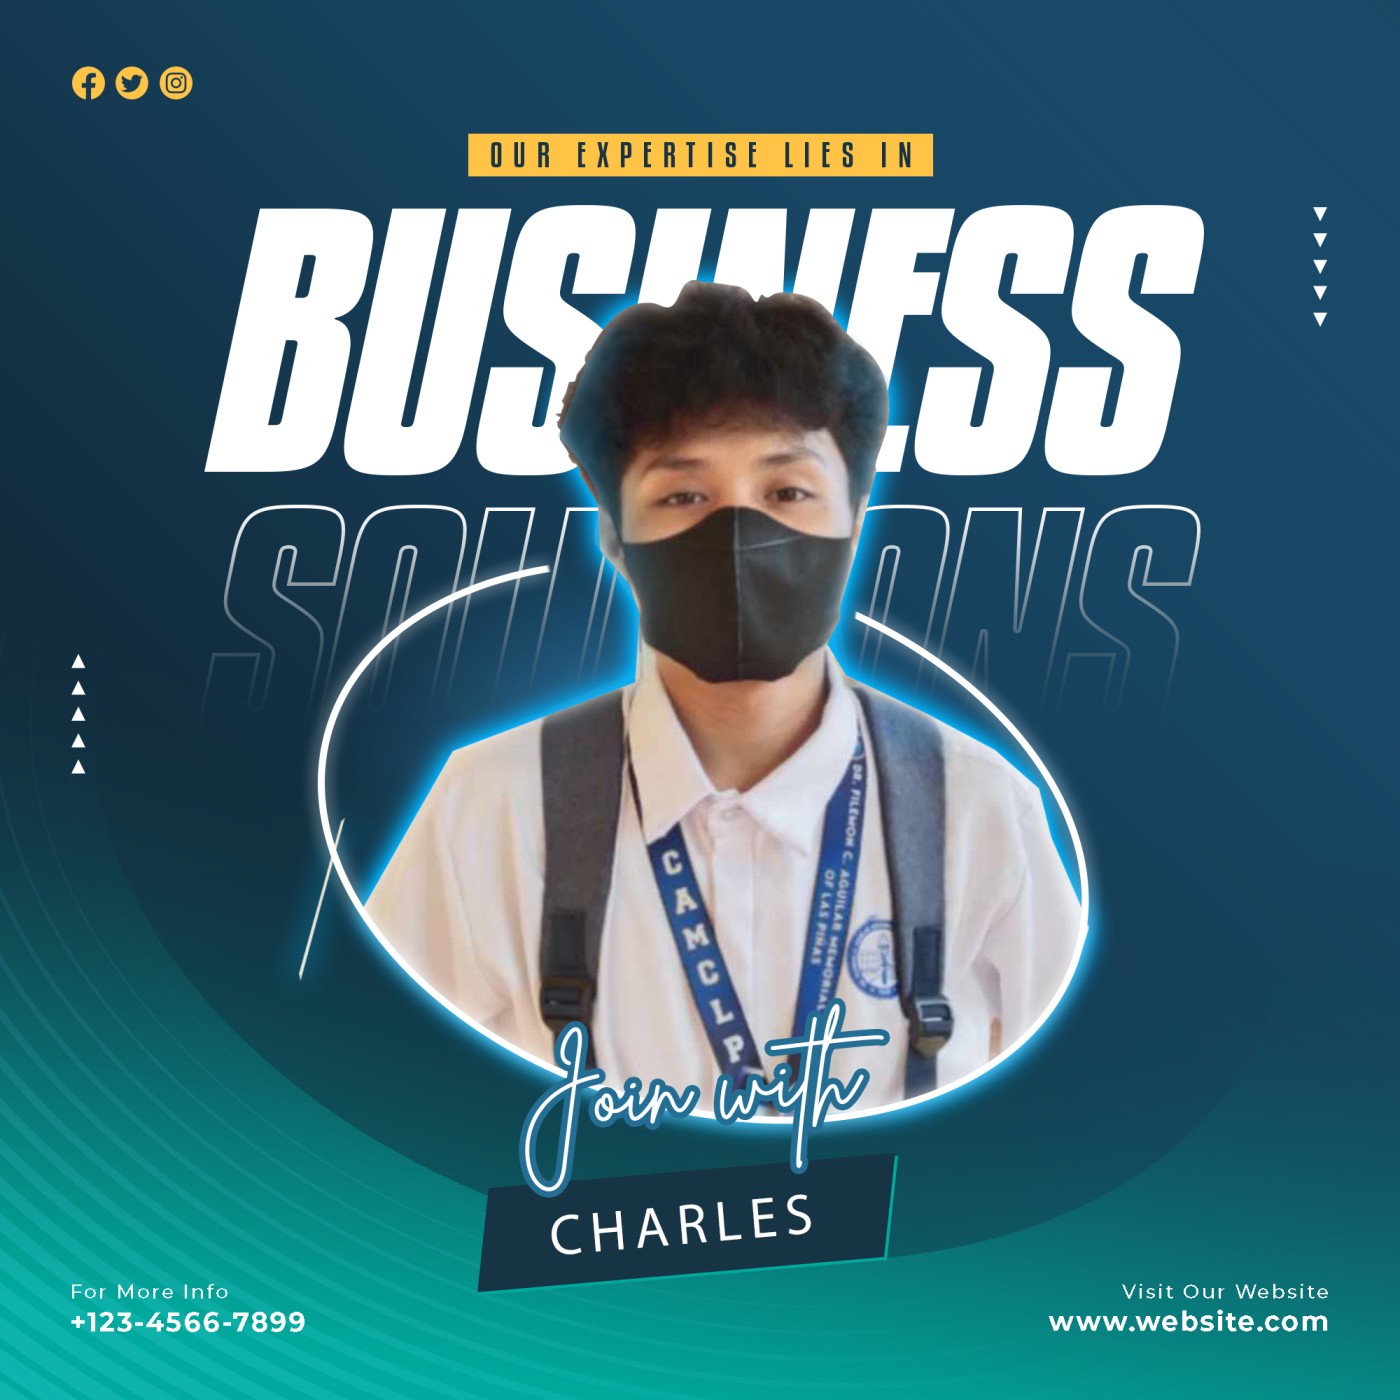 OUR EXPERTISE LIES IN
BUSINESS
SOLUTIONS
DR. FILEMON C. AGUILAR MEMORIAL
OF LAS PIÑAS
CAMCLP
Join with
CHARLES
For More Info
+123-4566-7899
Visit Our Website
www.website.com